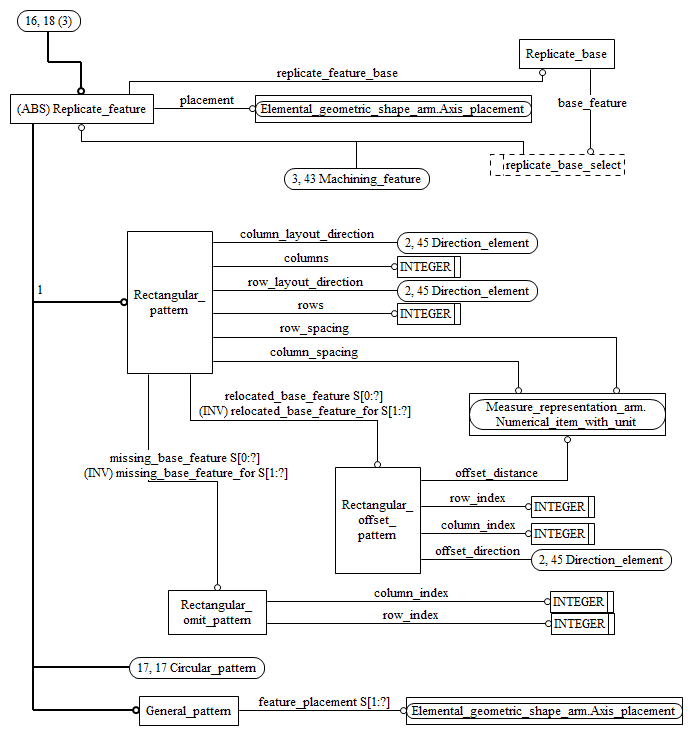 16, 18 (3)
Replicate_base
replicate_feature_base
(ABS) Replicate_feature
placement
Elemental_geometric_shape_arm.Axis_placement
base_feature
replicate_base_select
3, 43 Machining_feature
1
Rectangular_
pattern
column_layout_direction
2, 45 Direction_element
columns
INTEGER
row_layout_direction
2, 45 Direction_element
rows
INTEGER
row_spacing
column_spacing
relocated_base_feature S[0:?]
(INV) relocated_base_feature_for S[1:?]
Measure_representation_arm.
Numerical_item_with_unit
missing_base_feature S[0:?]
(INV) missing_base_feature_for S[1:?]
Rectangular_
offset_
pattern
offset_distance
row_index
INTEGER
column_index
INTEGER
offset_direction
2, 45 Direction_element
Rectangular_
omit_pattern
column_index
INTEGER
row_index
INTEGER
17, 17 Circular_pattern
General_pattern
feature_placement S[1:?]
Elemental_geometric_shape_arm.Axis_placement